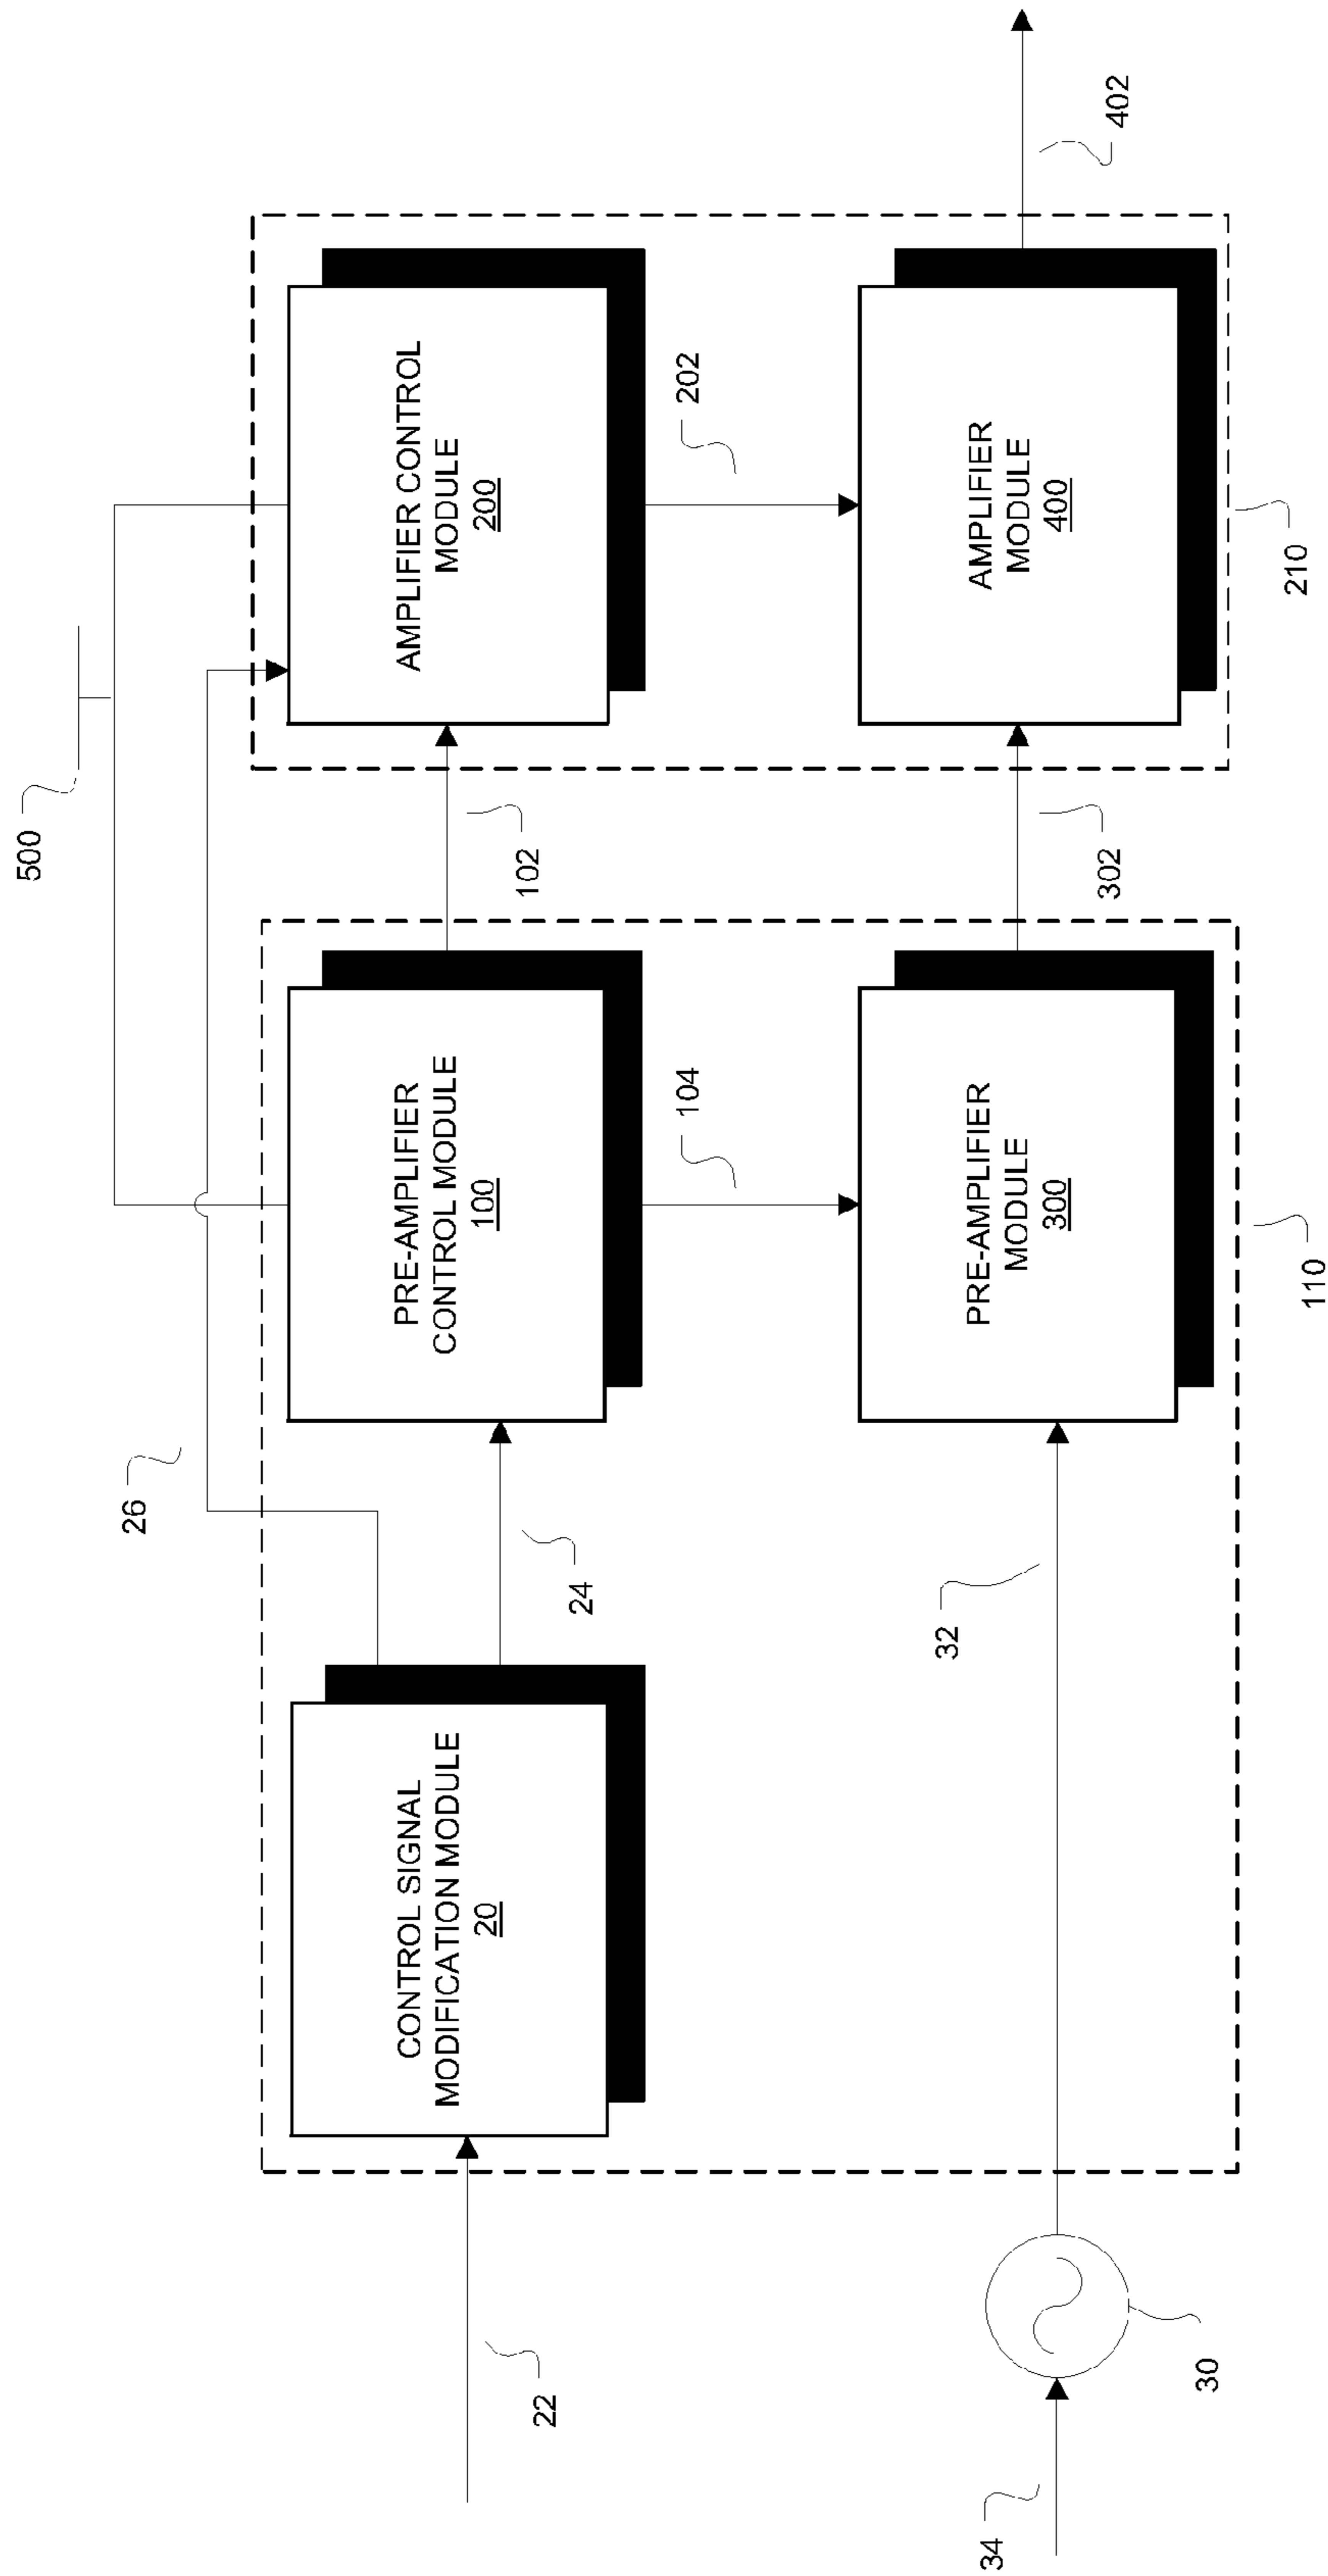 500
26
CONTROL SIGNAL
MODIFICATION MODULE
20
PRE-AMPLIFIER
CONTROL MODULE
100
AMPLIFIER CONTROL
MODULE
200
22
24
102
104
202
PRE-AMPLIFIER
MODULE
300
AMPLIFIER
MODULE
400
34
30
32
302
402
110
210